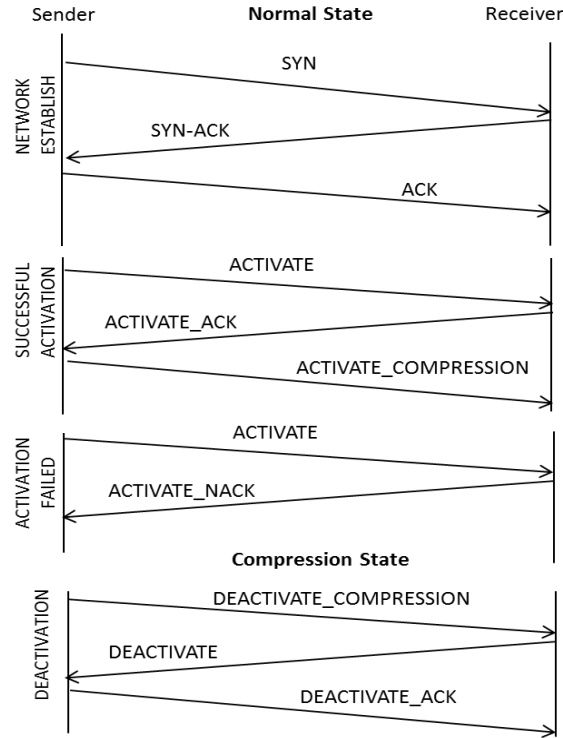 Sender Normal State Receiver
NETWORK
ESTABLISH
SYN
SYN-ACK
ACK
SUCCESSFUL
ACTIVATION
ACTIVATE
ACTIVATE_ACK
ACTIVATE_COMPRESSION
ACTIVATION
FAILED
ACTIVATE
ACTIVATE_NACK
Compression State
DEACTIVATION
DEACTIVATE_COMPRESSION
DEACTIVATE
DEACTIVATE_ACK